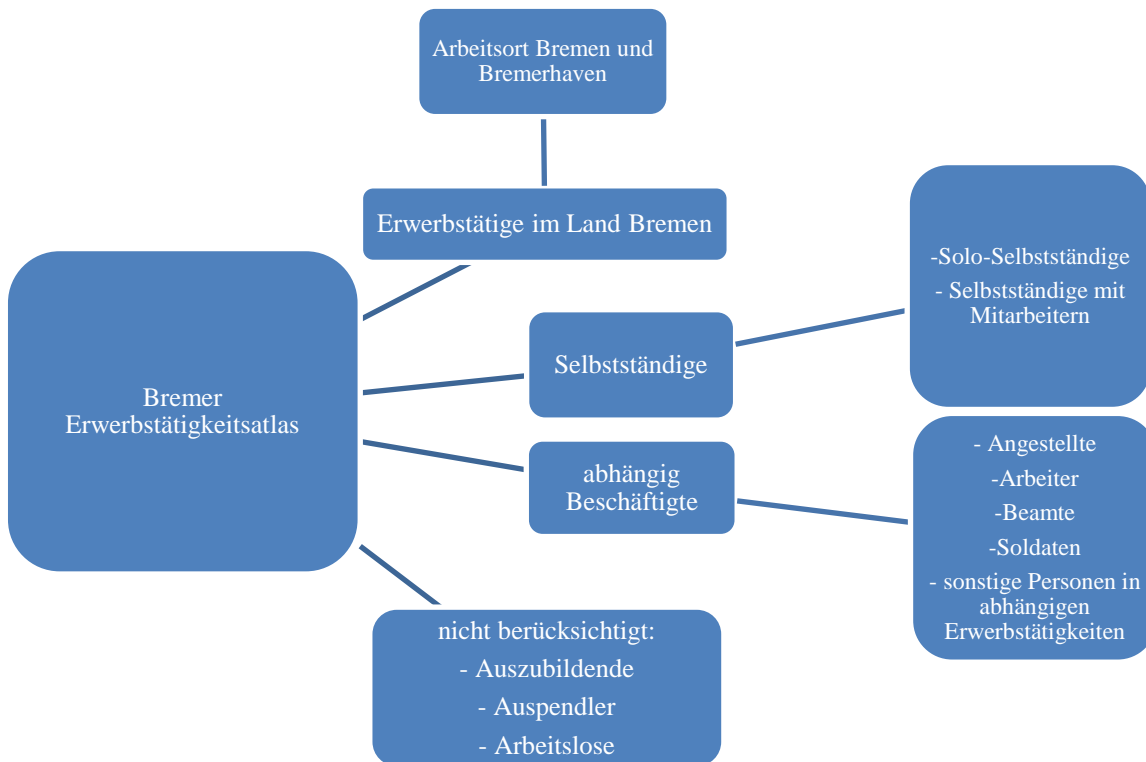 Arbeitsort Bremen und
Bremerhaven
Erwerbstätige im Land Bremen
Bremer
Erwerbstätigkeitsatlas
Selbstständige
-Solo-Selbstständige
- Selbstständige mit
Mitarbeitern
abhängig
Beschäftigte
- Angestellte
-Arbeiter
-Beamte
-Soldaten
- sonstige Personen in
abhängigen
Erwerbstätigkeiten
nicht berücksichtigt:
- Auszubildende
- Auspendler
- Arbeitslose